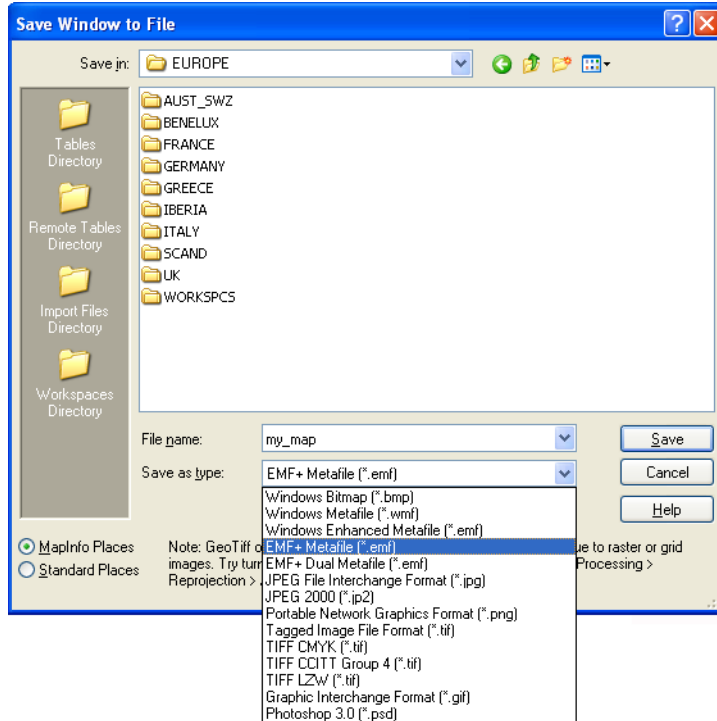 Save Window to File
Save in:
EUROPE
Tables
Directory
Remote Tables
Directory
Import Files
Directory
Workspaces
Directory
AUST_SWZ
BENELUX
FRANCE
GERMANY
GREECE
IBERIA
ITALY
SCAND
UK
WORKSPCS
File name:
my_map
Save
Save as type:
EMF+ Metafile (*.emf)
Cancel
Help
Windows Bitmap (*.bmp)
Windows Metafile (*.wmf)
Windows Enhanced Metafile (*.emf)
EMF+ Metafile (*.emf)
EMF+ Dual Metafile (*.emf)
JPEG File Interchange Format (*.jpg)
JPEG 2000 (*.jp2)
Portable Network Graphics Format (*.png)
Tagged Image File Format (*.tif)
TIFF CMYK (*.tif)
TIFF CCITT Group 4 (*.tif)
TIFF LZW (*.tif)
Graphic Interchange Format (*.gif)
Photoshop 3.0 (*.psd)
MapInfo Places
Standard Places
Note: GeoTiff o
ue to raster or grid
images. Try turn
Processing >
Reprojection >